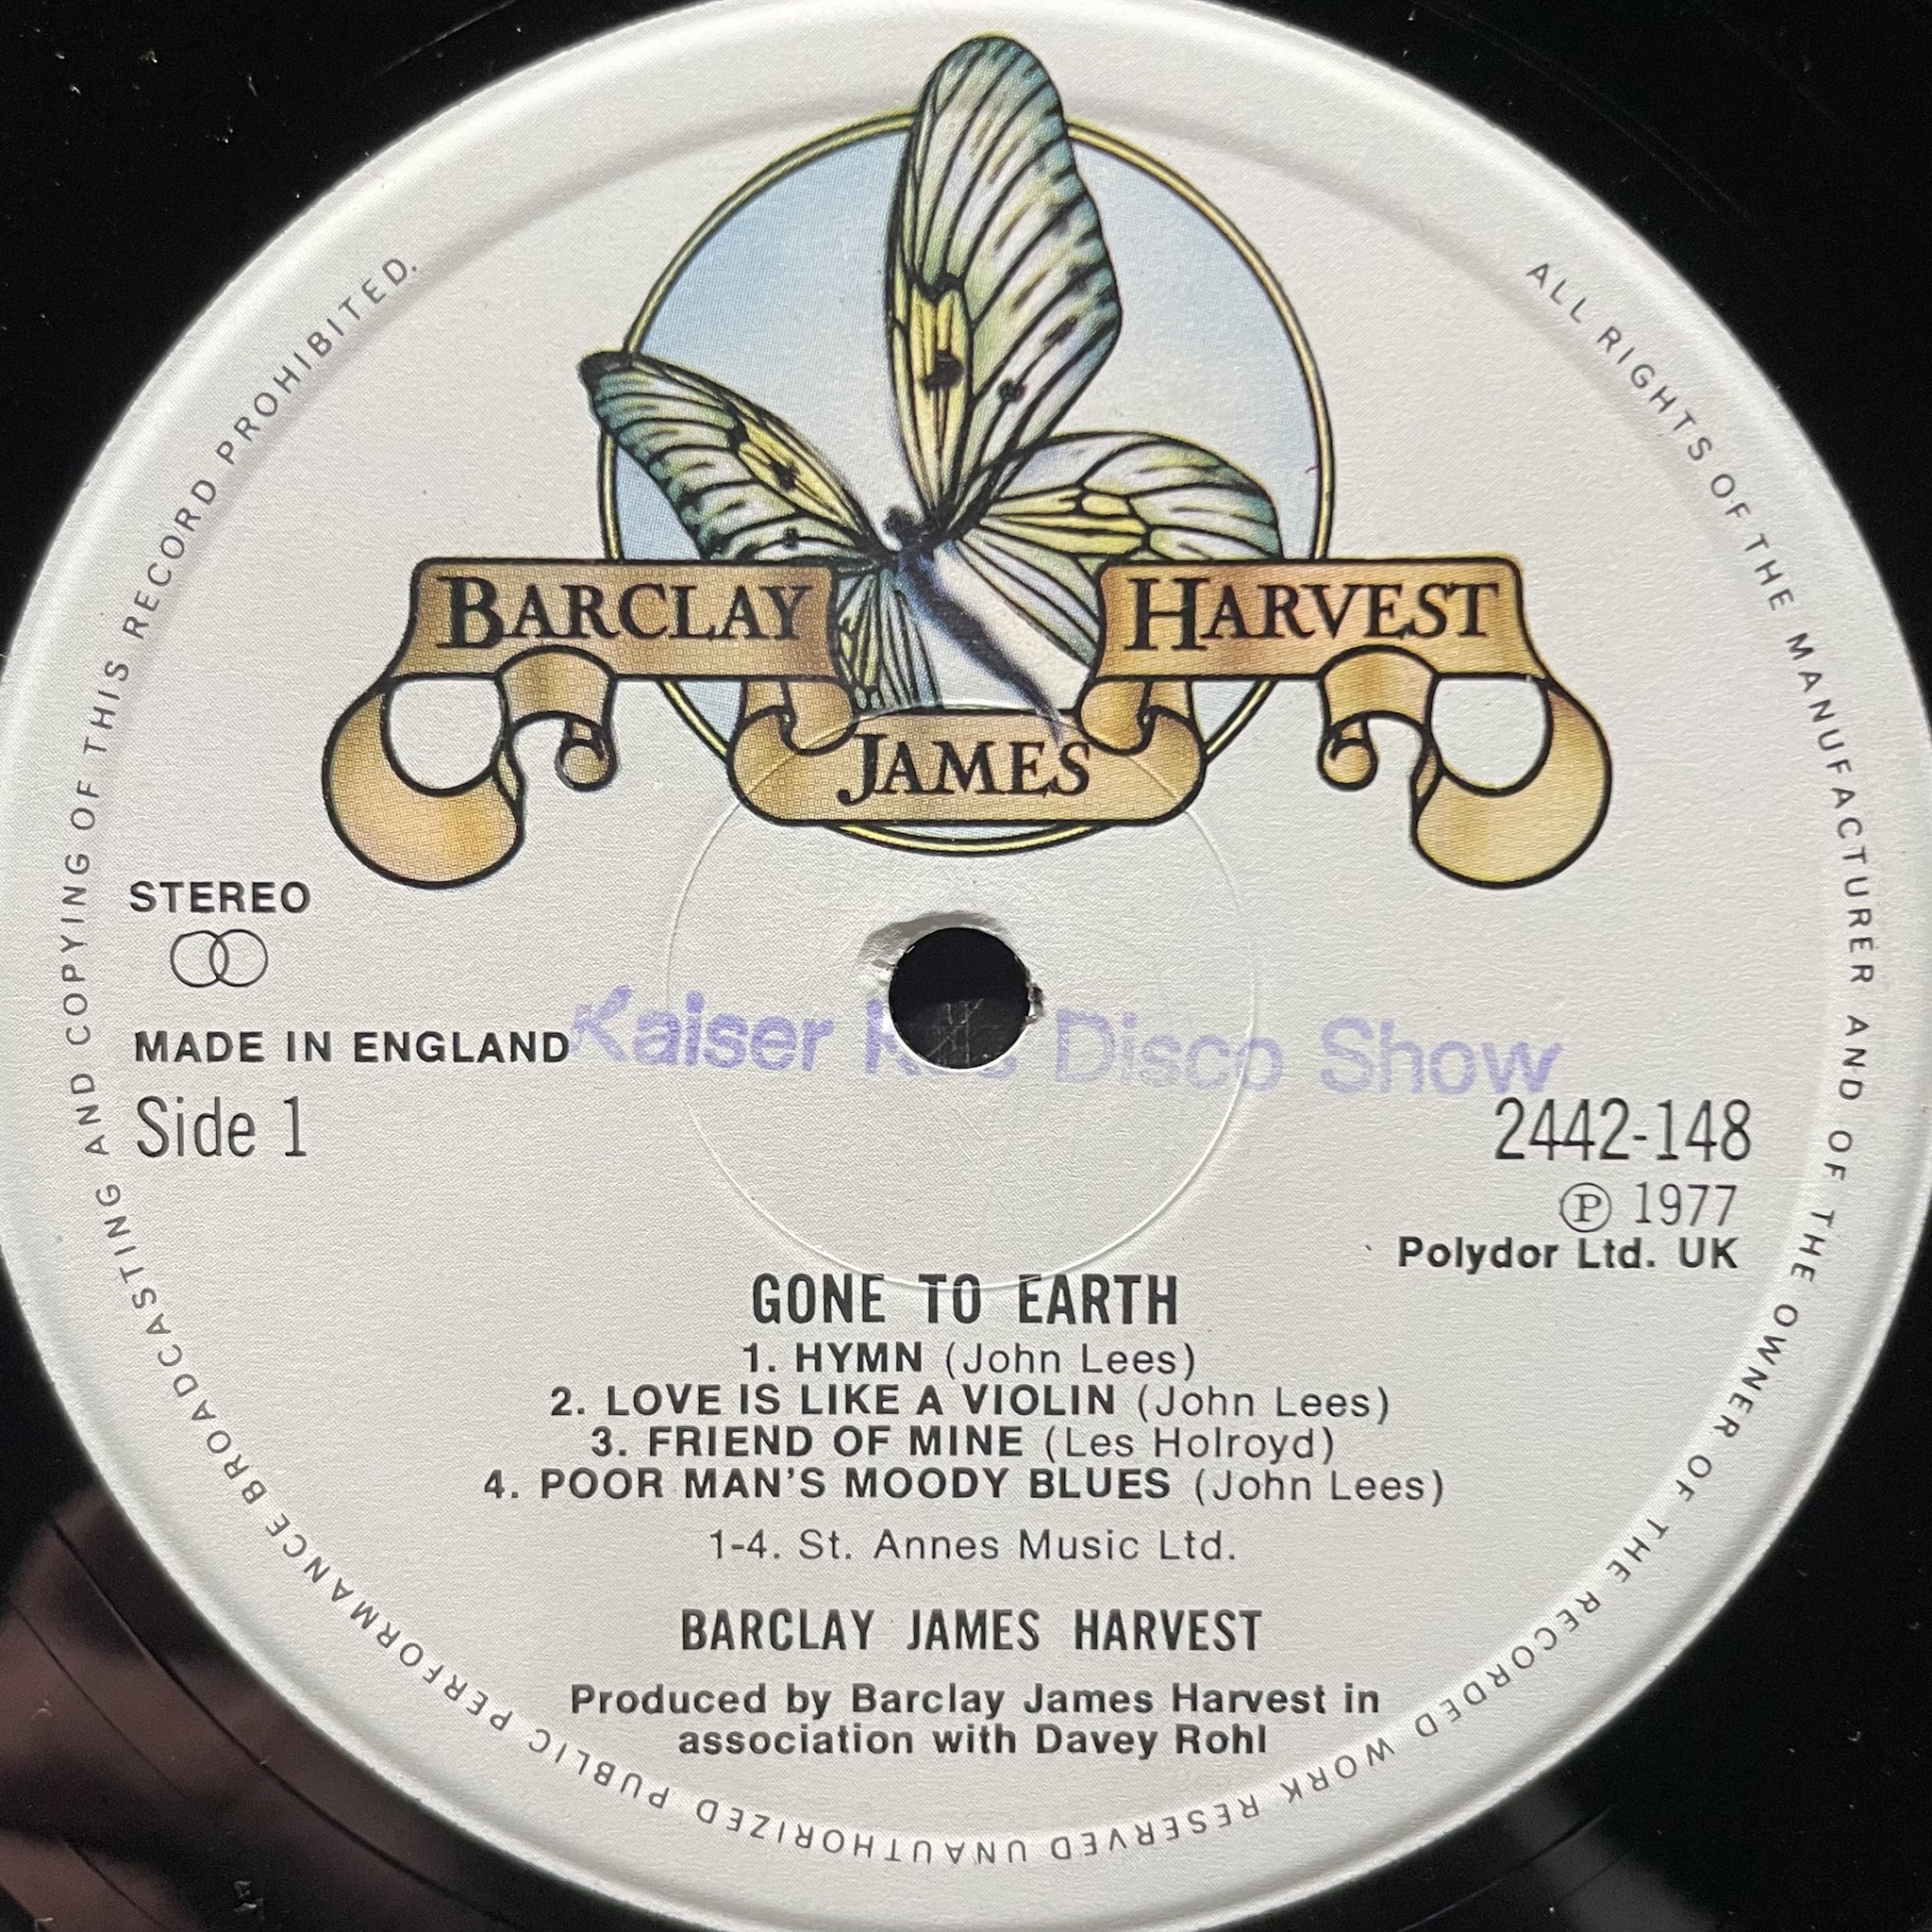 BARCLAY
JAMES
HARVEST
STEREO
MADE IN ENGLAND
Side 1
Kaiser Disco Show
2442-148
Ⓟ 1977
Polydor Ltd. UK
GONE TO EARTH
1. HYMN (John Lees)
2. LOVE IS LIKE A VIOLIN (John Lees)
3. FRIEND OF MINE (Les Holroyd)
4. POOR MAN'S MOODY BLUES (John Lees)
1-4. St. Annes Music Ltd.
BARCLAY JAMES HARVEST
Produced by Barclay James Harvest in
association with Davey Rohl
ALL RIGHTS OF THE MANUFACTURER AND OF THE OWNER OF THE RECORDED WORK RESERVED UNAUTHORIZED PUBLIC PERFORMANCE BROADCASTING AND COPYING OF THIS RECORD PROHIBITED.